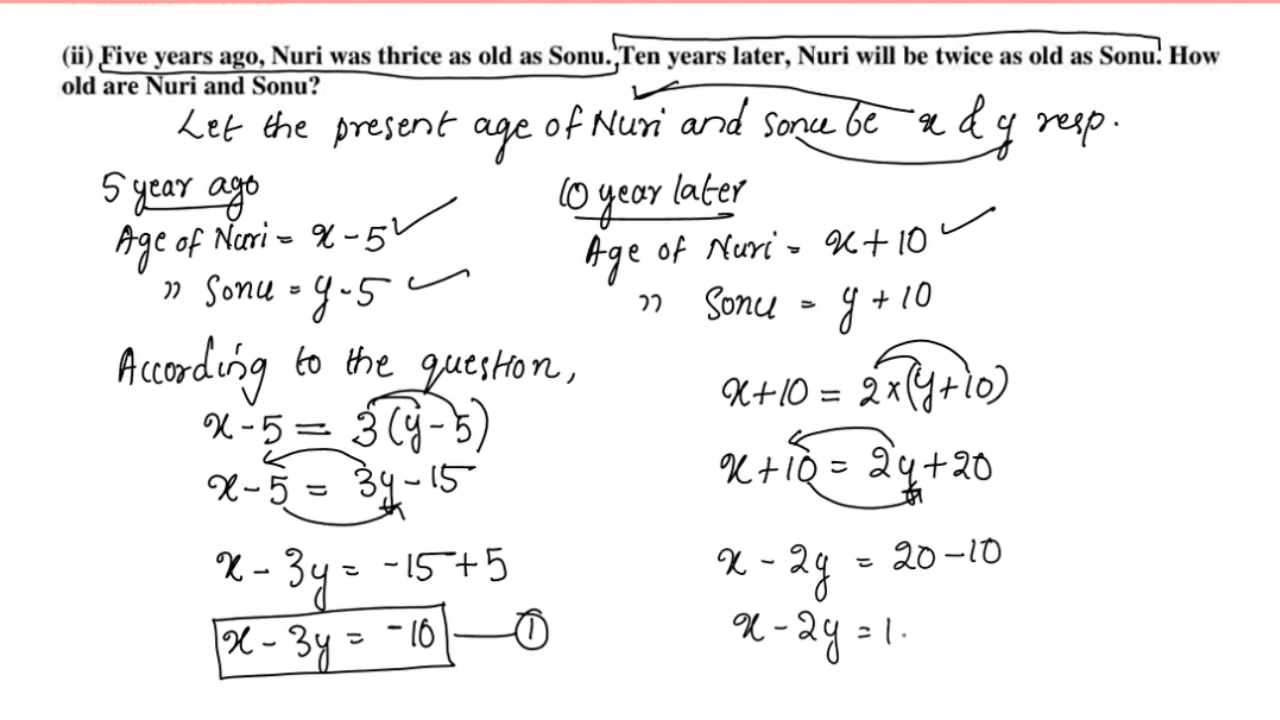 (ii) Five years ago, Nuri was thrice as old as Sonu. Ten years later, Nuri will be twice as old as Sonu. How
old are Nuri and Sonu?
Let the present age of Nuri and Sonu be x & y resp.
5 year ago
Age of Nuri = x - 5
" Sonu = y - 5
According to the question,
x - 5 = 3(y - 5)
x - 5 = 3y - 15
x - 3y = -15 + 5
x - 3y = -10 ①
10 year later
Age of Nuri = x + 10
" Sonu = y + 10
x + 10 = 2 × (y + 10)
x + 10 = 2y + 20
x - 2y = 20 - 10
x - 2y = 1.